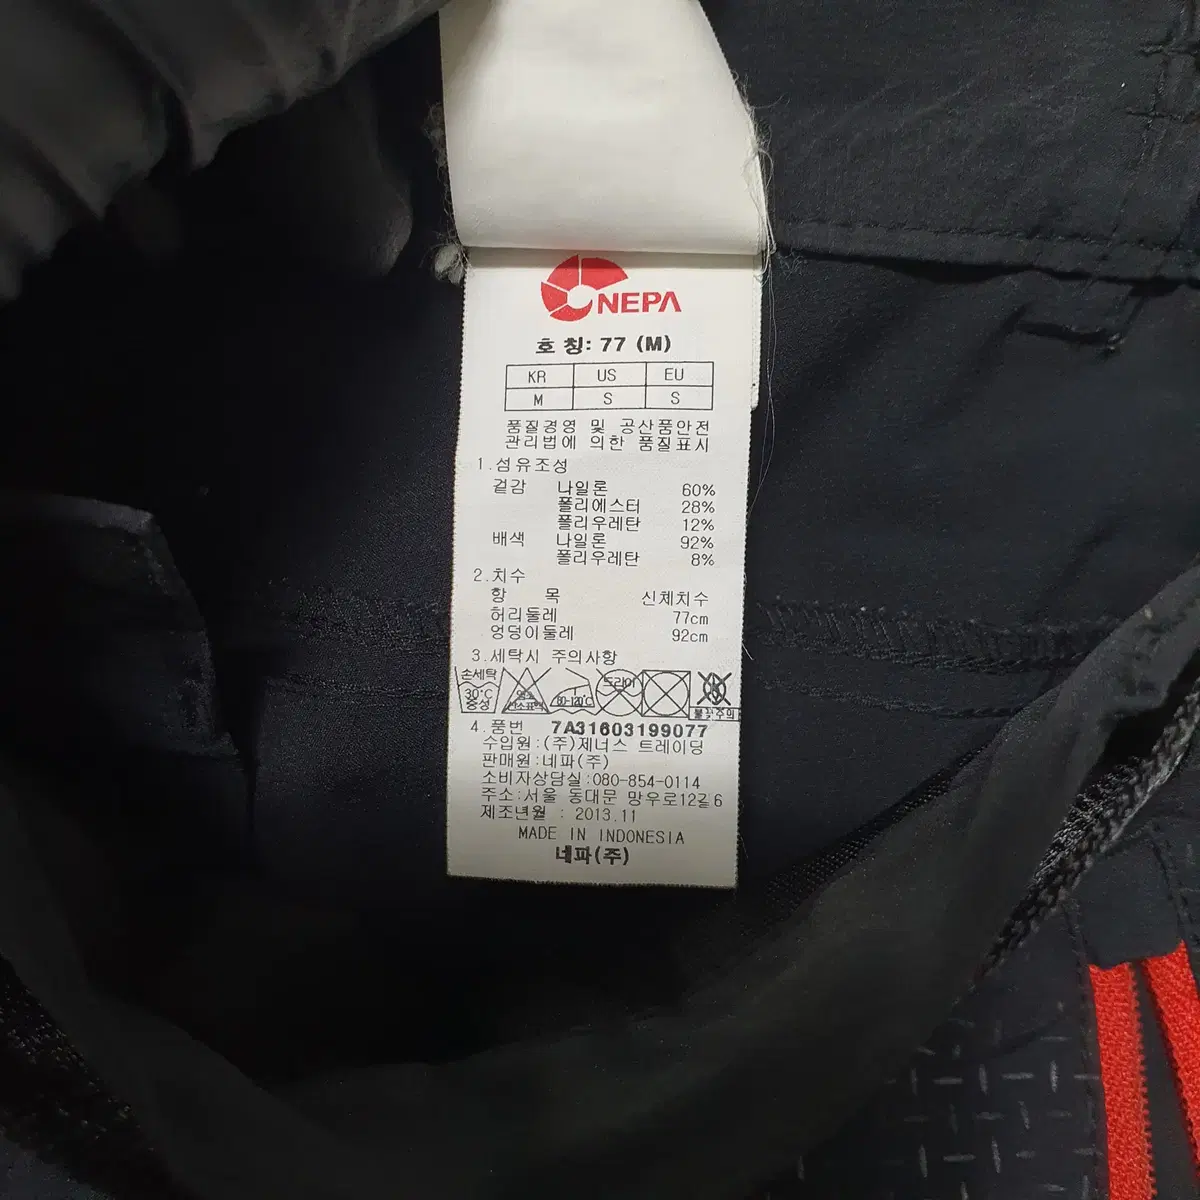 NEPA
호 칭: 77 (M)
KR US EU
M S S
품질경영 및 공산품안전
관리법에 의한 품질표시
1.섬유조성
겉감 나일론 60%
폴리에스터 28%
폴리우레탄 12%
배색 나일론 92%
폴리우레탄 8%
2.치수
항 목 신체치수
허리둘레 77cm
엉덩이둘레 92cm
3.세탁시 주의사항
손세탁
30°C
중성
80-120°C
드라이
4.품번 7A31603199077
수입원:(주)제너스 트레이딩
판매원:네파(주)
소비자상담실:080-854-0114
주소:서울 동대문 망우로12길6
제조년월 : 2013.11
MADE IN INDONESIA
네파(주)